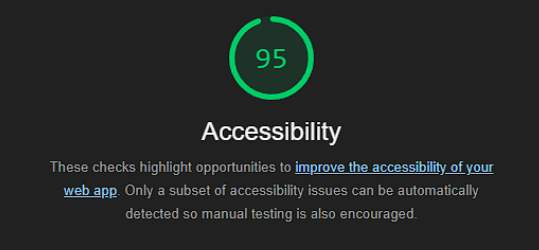 95
Accessibility
These checks highlight opportunities to improve the accessibility of your
web app. Only a subset of accessibility issues can be automatically
detected so manual testing is also encouraged.